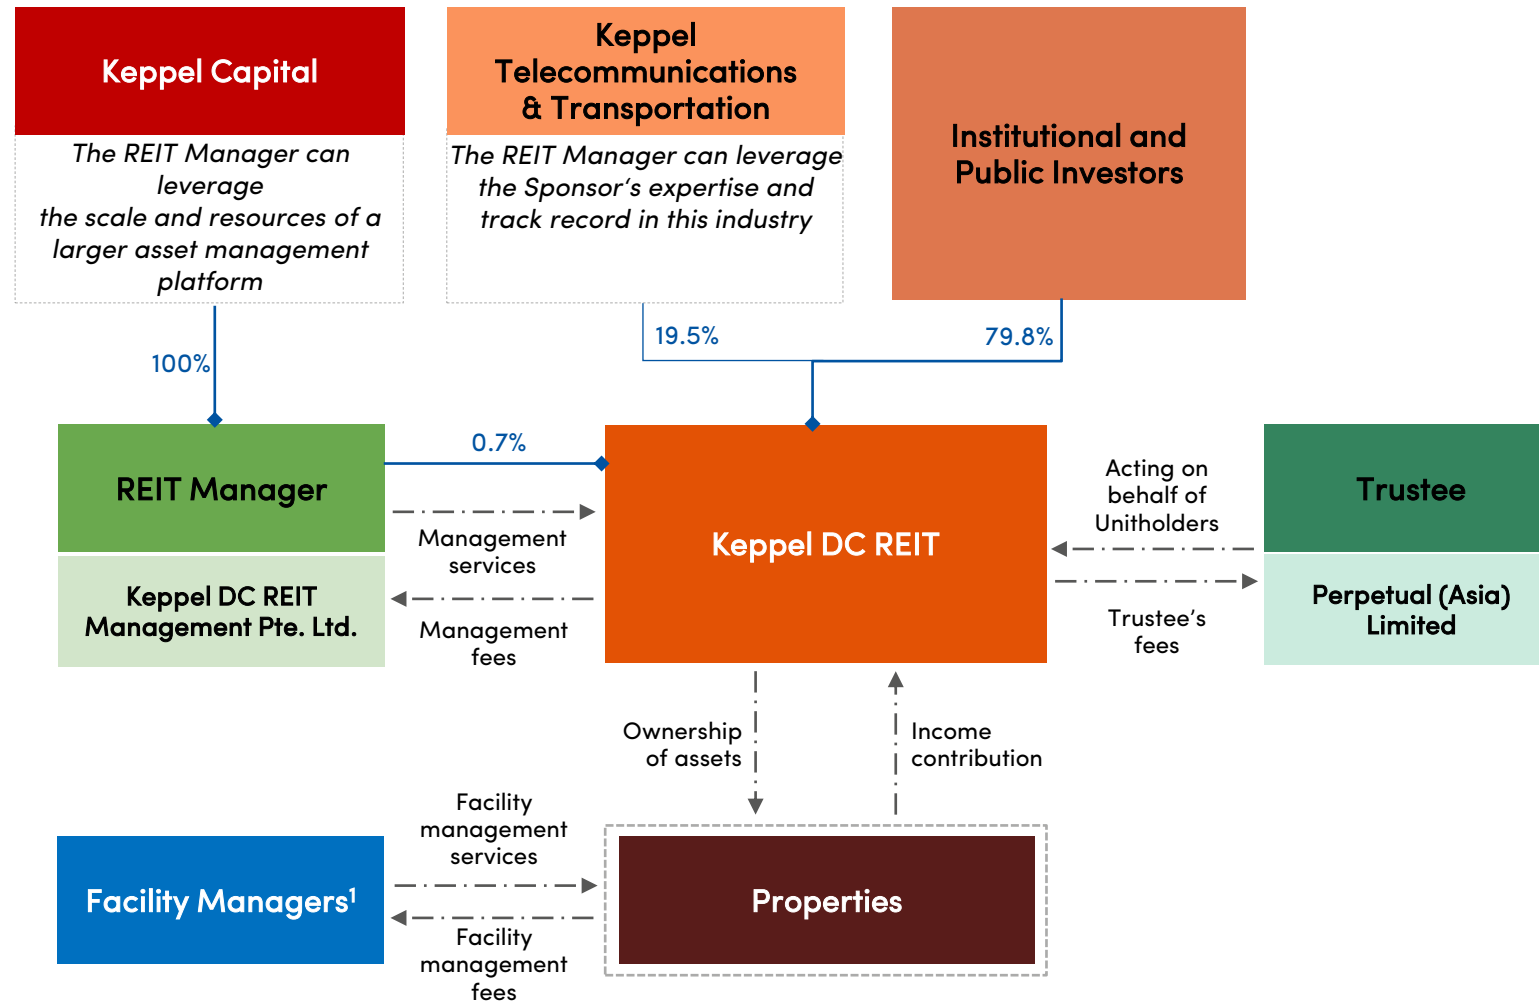 Keppel Capital
The REIT Manager can
leverage
the scale and resources of a
larger asset management
platform
Keppel
Telecommunications
& Transportation
The REIT Manager can leverage
the Sponsor's expertise and
track record in this industry
Institutional and
Public Investors
100%
19.5%
79.8%
REIT Manager
Keppel DC REIT
Management Pte. Ltd.
0.7%
Management
services
Management
fees
Keppel DC REIT
Acting on
behalf of
Unitholders
Trustee's
fees
Trustee
Perpetual (Asia)
Limited
Ownership
of assets
Income
contribution
Facility Managers¹
Facility
management
services
Facility
management
fees
Properties